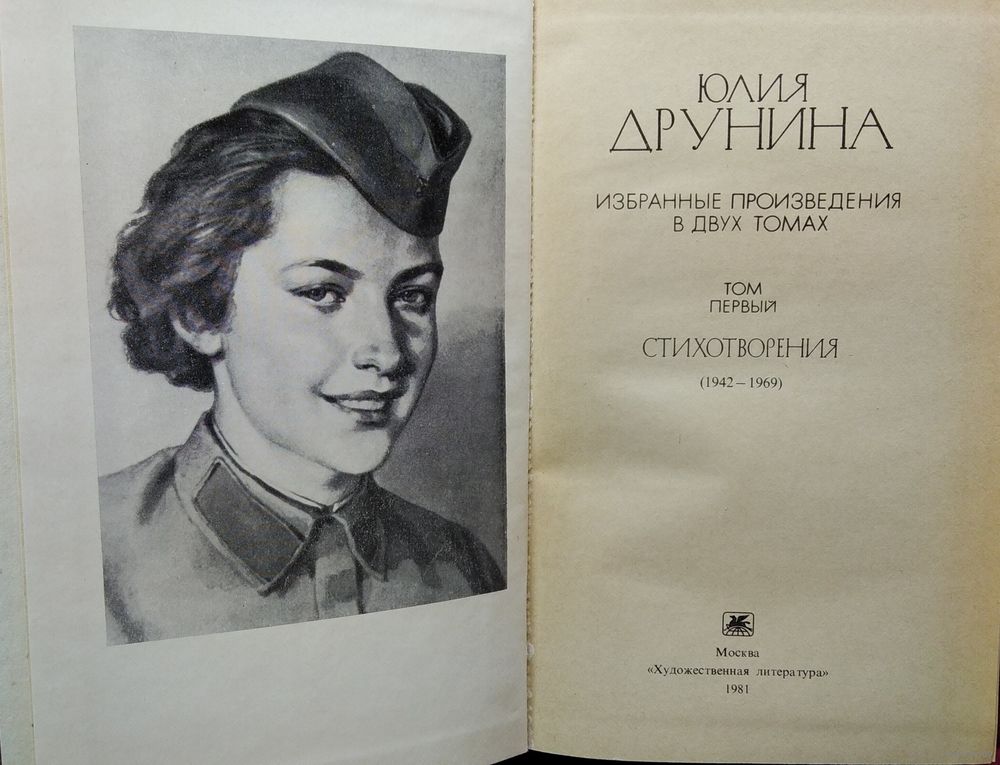 ЮЛИЯ
ДРУНИНА
ИЗБРАННЫЕ ПРОИЗВЕДЕНИЯ
В ДВУХ ТОМАХ
ТОМ
ПЕРВЫЙ
СТИХОТВОРЕНИЯ
(1942–1969)
Москва
«Художественная литература»
1981